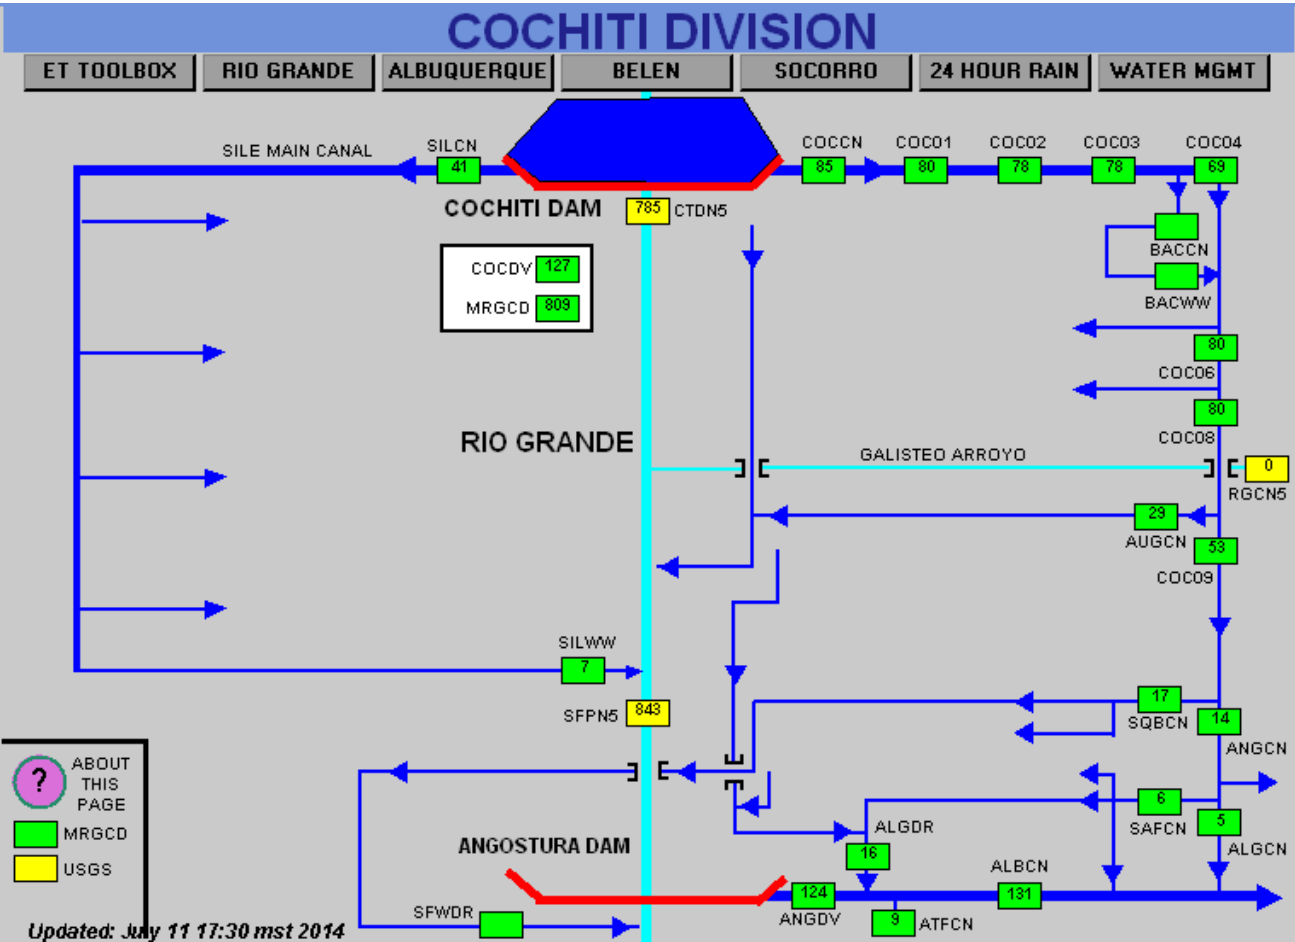 COCHITI DIVISION
ET TOOLBOX
RIO GRANDE
ALBUQUERQUE
BELEN
SOCORRO
24 HOUR RAIN
WATER MGMT
SILE MAIN CANAL
SILCN
41
COCCN
85
COC01
80
COC02
78
COC03
78
COC04
69
COCHITI DAM
785
CTDN5
COCDV
127
MRGCD
809
BACCN
BACWW
80
COC06
80
COC08
RIO GRANDE
GALISTEO ARROYO
0
RGCN5
29
AUGCN
53
COC09
SILWW
7
SFPN5
843
17
SQBCN
14
ANGCN
?
ABOUT
THIS
PAGE
MRGCD
USGS
6
SAFCN
5
ALGCN
ALGDR
16
ANGOSTURA DAM
ALBCN
131
124
ANGDV
9
ATFCN
SFWDR
Updated: July 11 17:30 mst 2014